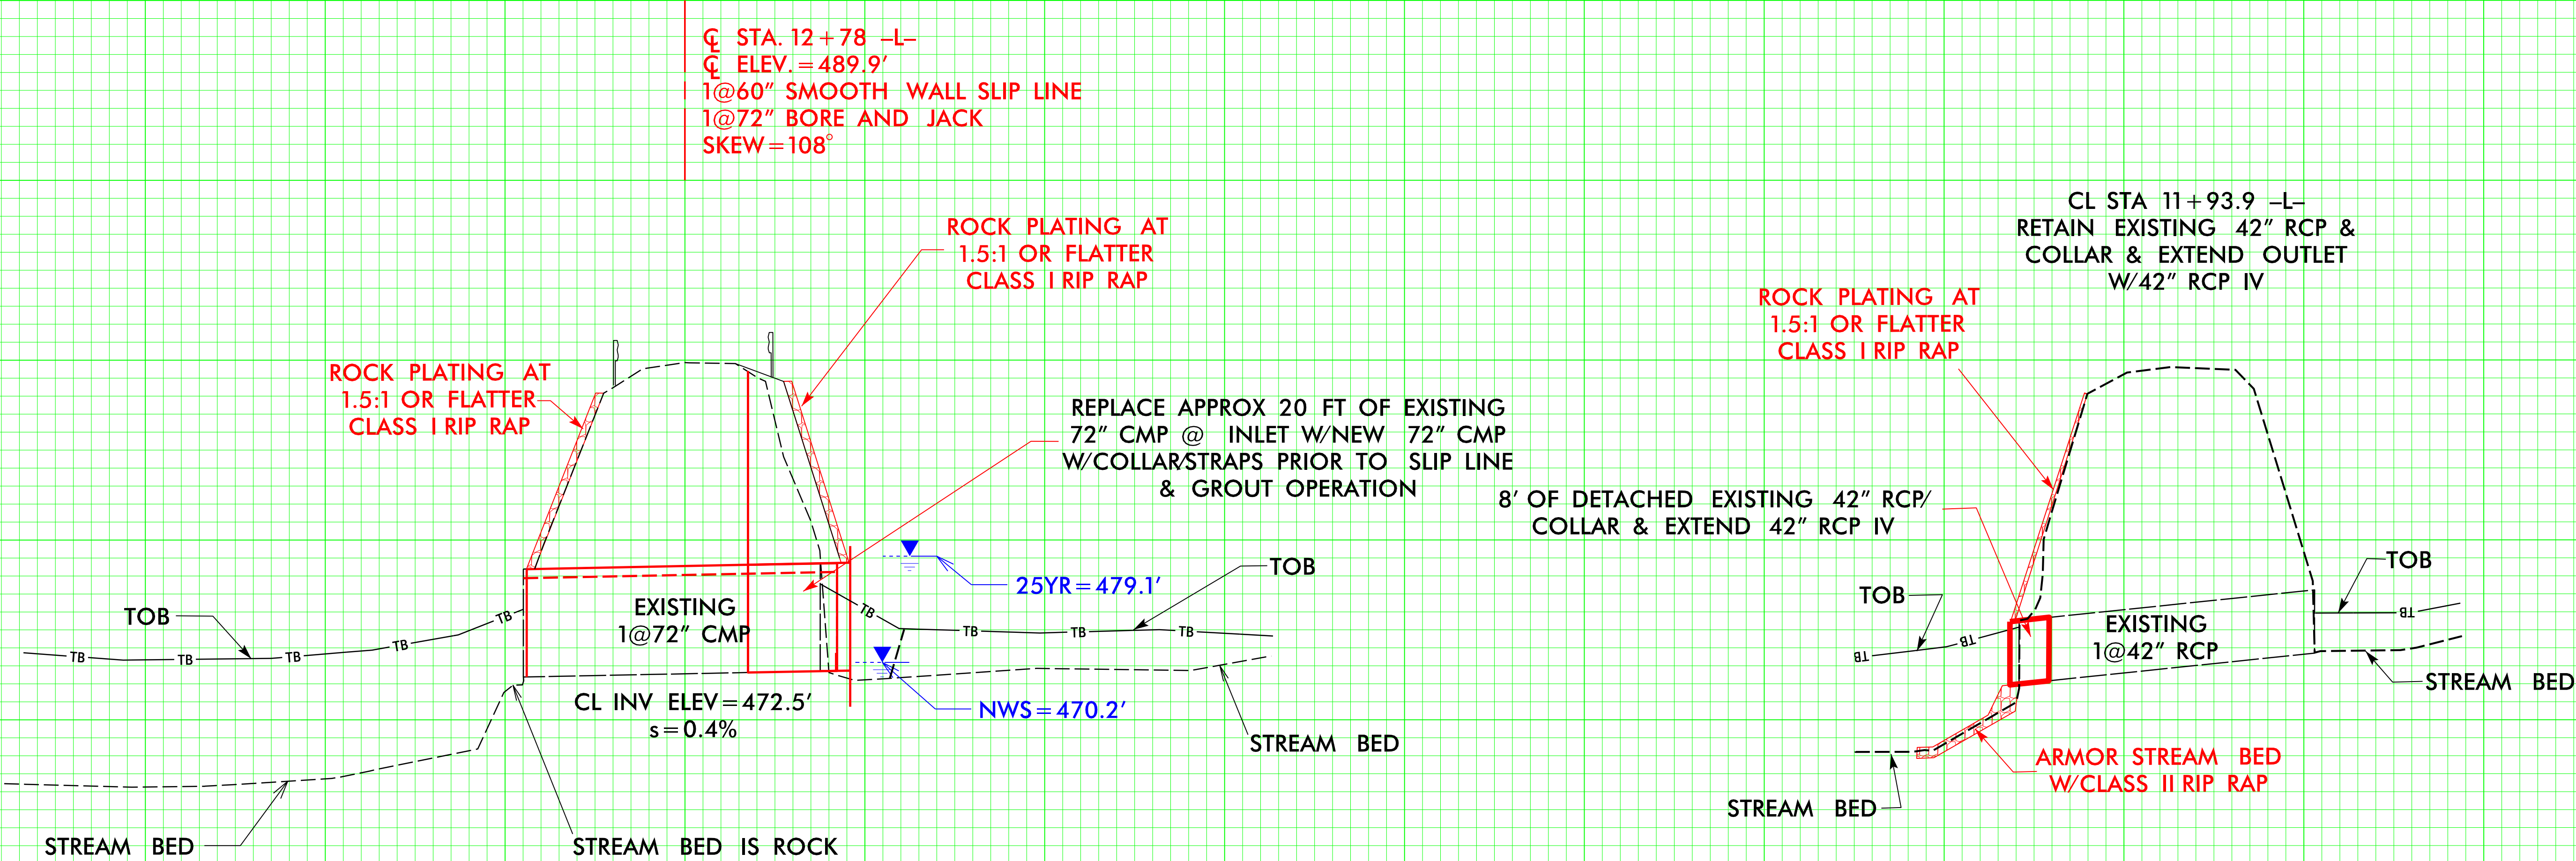 ℄ STA. 12+78 –L–
℄ ELEV.=489.9'
1@60" SMOOTH WALL SLIP LINE
1@72" BORE AND JACK
SKEW=108°
ROCK PLATING AT
1.5:1 OR FLATTER
CLASS I RIP RAP
ROCK PLATING AT
1.5:1 OR FLATTER
CLASS I RIP RAP
REPLACE APPROX 20 FT OF EXISTING
72" CMP @ INLET W/NEW 72" CMP
W/COLLAR/STRAPS PRIOR TO SLIP LINE
& GROUT OPERATION
25YR=479.1'
TOB
TOB
TB
TB
TB
TB
TB
TB
TB
TB
TB
EXISTING
1@72" CMP
CL INV ELEV=472.5'
s=0.4%
NWS=470.2'
STREAM BED
STREAM BED
STREAM BED IS ROCK
CL STA 11+93.9 –L–
RETAIN EXISTING 42" RCP &
COLLAR & EXTEND OUTLET
W/42" RCP IV
ROCK PLATING AT
1.5:1 OR FLATTER
CLASS I RIP RAP
8' OF DETACHED EXISTING 42" RCP/
COLLAR & EXTEND 42" RCP IV
TOB
TOB
TB
TB
TB
EXISTING
1@42" RCP
STREAM BED
ARMOR STREAM BED
W/CLASS II RIP RAP
STREAM BED